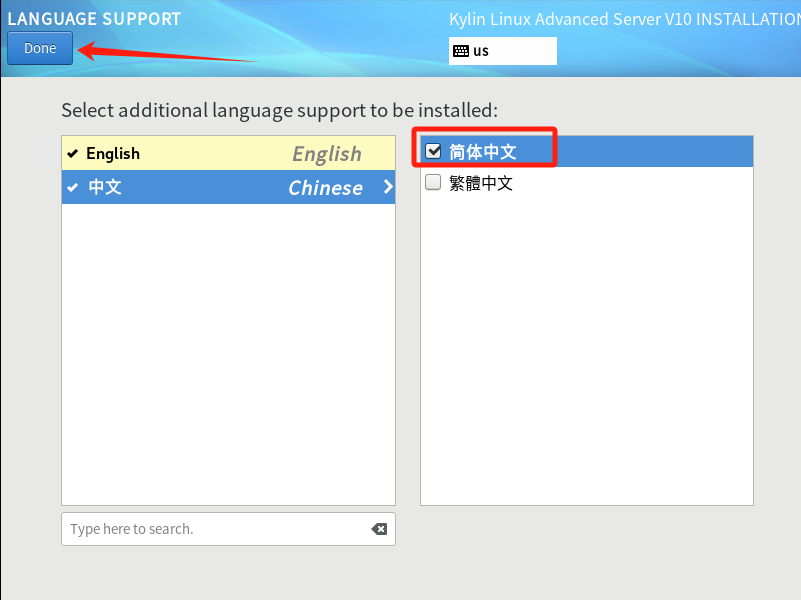 LANGUAGE SUPPORT
Kylin Linux Advanced Server V10 INSTALLATION
Done
us
Select additional language support to be installed:
English English
中文 Chinese
简体中文
繁體中文
Type here to search.